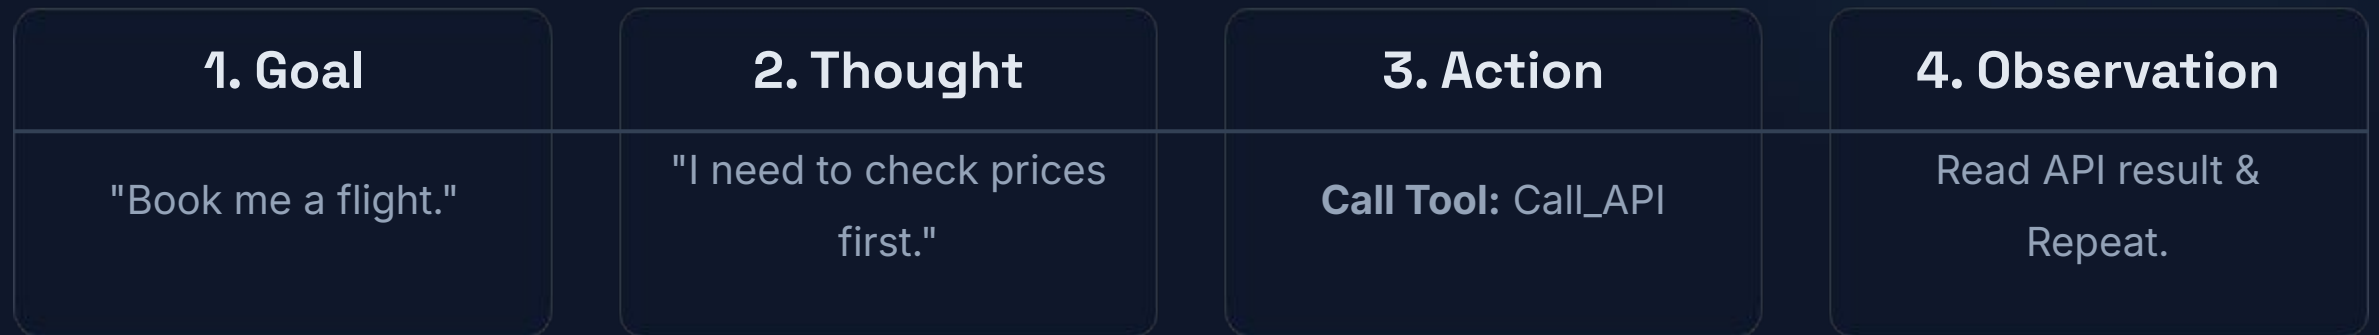 1. Goal
"Book me a flight."
2. Thought
"I need to check prices
first."
3. Action
Call Tool: Call_API
4. Observation
Read API result &
Repeat.